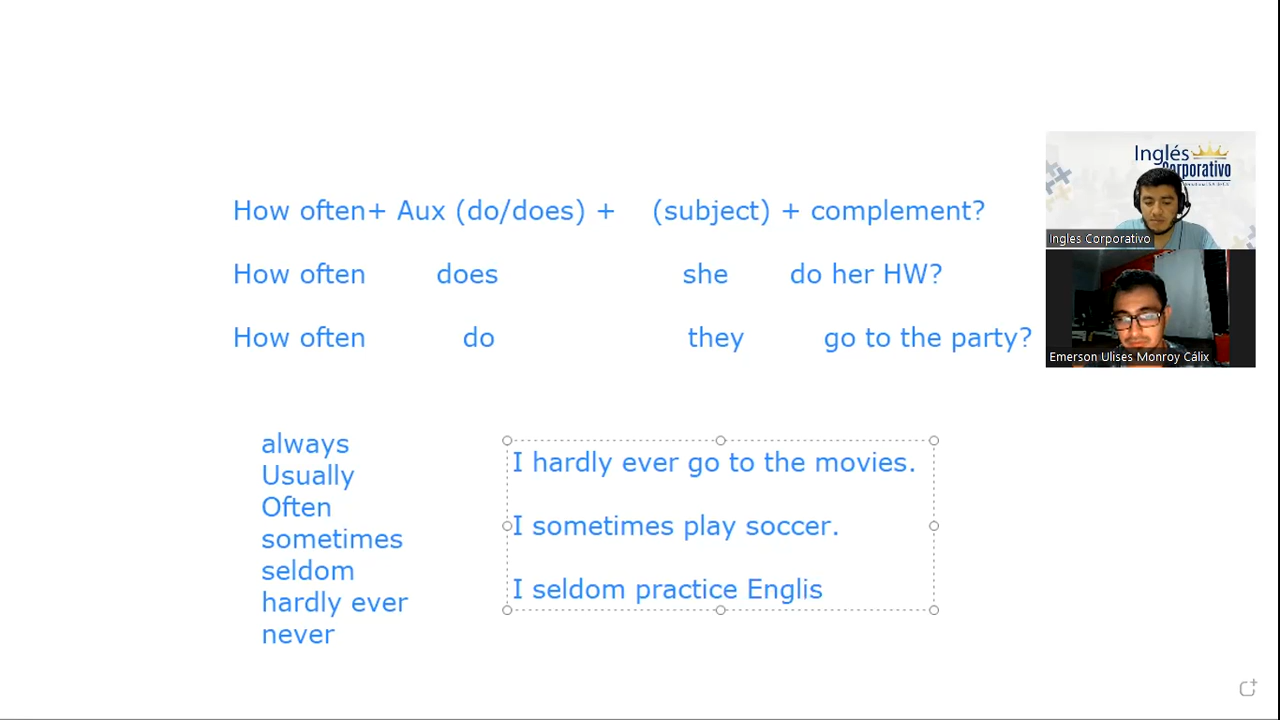 How often+ Aux (do/does) + (subject) + complement?
How often does she do her HW?
How often do they go to the party?
always
Usually
Often
sometimes
seldom
hardly ever
never
I hardly ever go to the movies.
I sometimes play soccer.
I seldom practice Englis
Inglés
Corporativo
Ingles Corporativo
Emerson Ulises Monroy Cálix